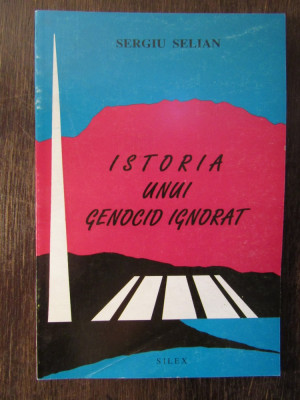 SERGIU SELIAN
ISTORIA
UNUI
GENOCID IGNORAT
SILEX